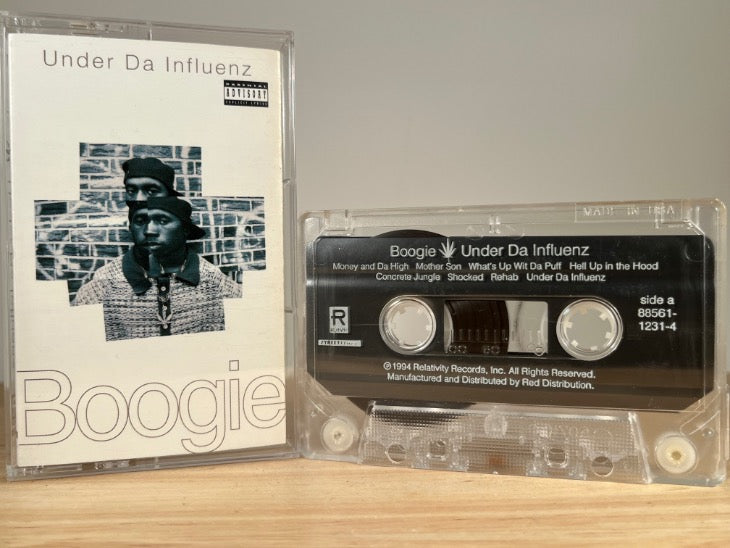 Under Da Influenz
PARENTAL
ADVISORY
EXPLICIT LYRICS
Boogie
MADE IN USA
Boogie Under Da Influenz
Money and Da High Mother Son What's Up Wit Da Puff Hell Up in the Hood
Concrete Jungle Shocked Rehab Under Da Influenz
side a
88561-
1231-4
R
℗1994 Relativity Records, Inc. All Rights Reserved.
Manufactured and Distributed by Red Distribution.